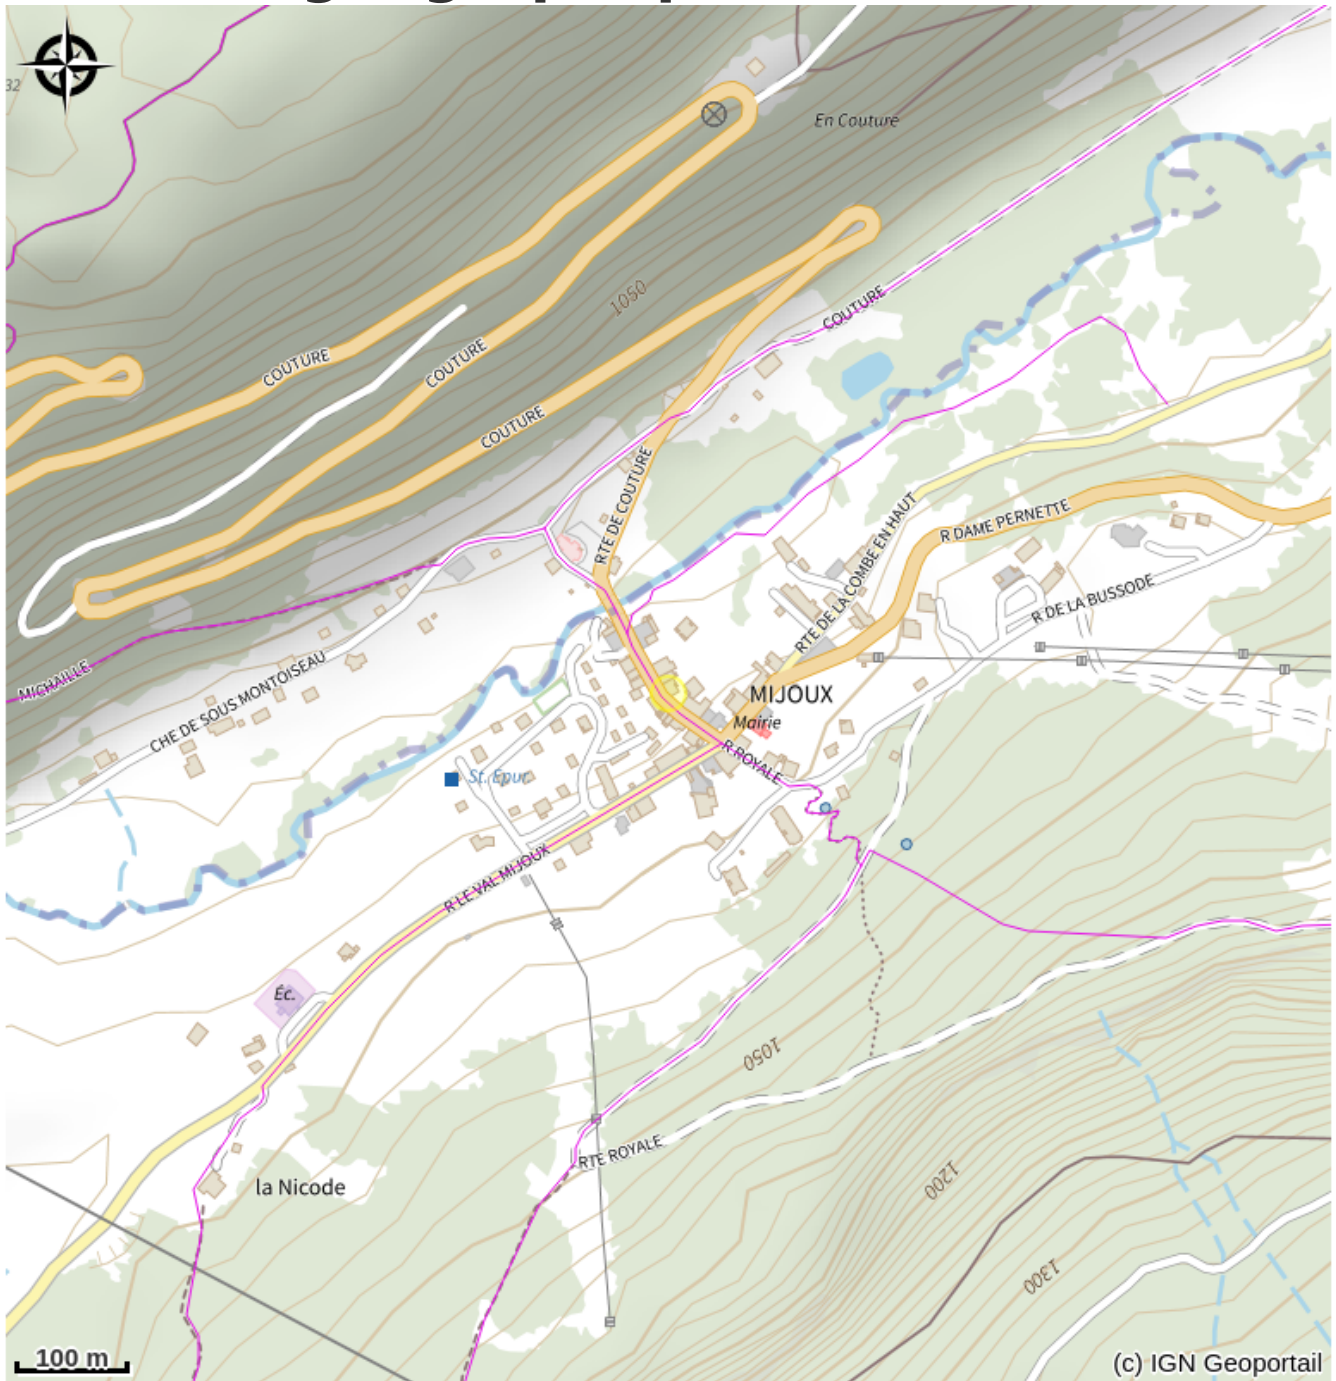 32
En Couture
1050
COUTURE
COUTURE
COUTURE
COUTURE
RTE DE COUTURE
R DAME PERNETTE
RTE DE LA COMBE EN HAUT
R DE LA BUSSODE
MICHAILLE
CHE DE SOUS MONTOISEAU
MIJOUX
Mairie
R ROYALE
St. Epur.
R LE VAL MIJOUX
Éc.
1050
RTE ROYALE
la Nicode
1200
1300
100 m
(c) IGN Geoportail